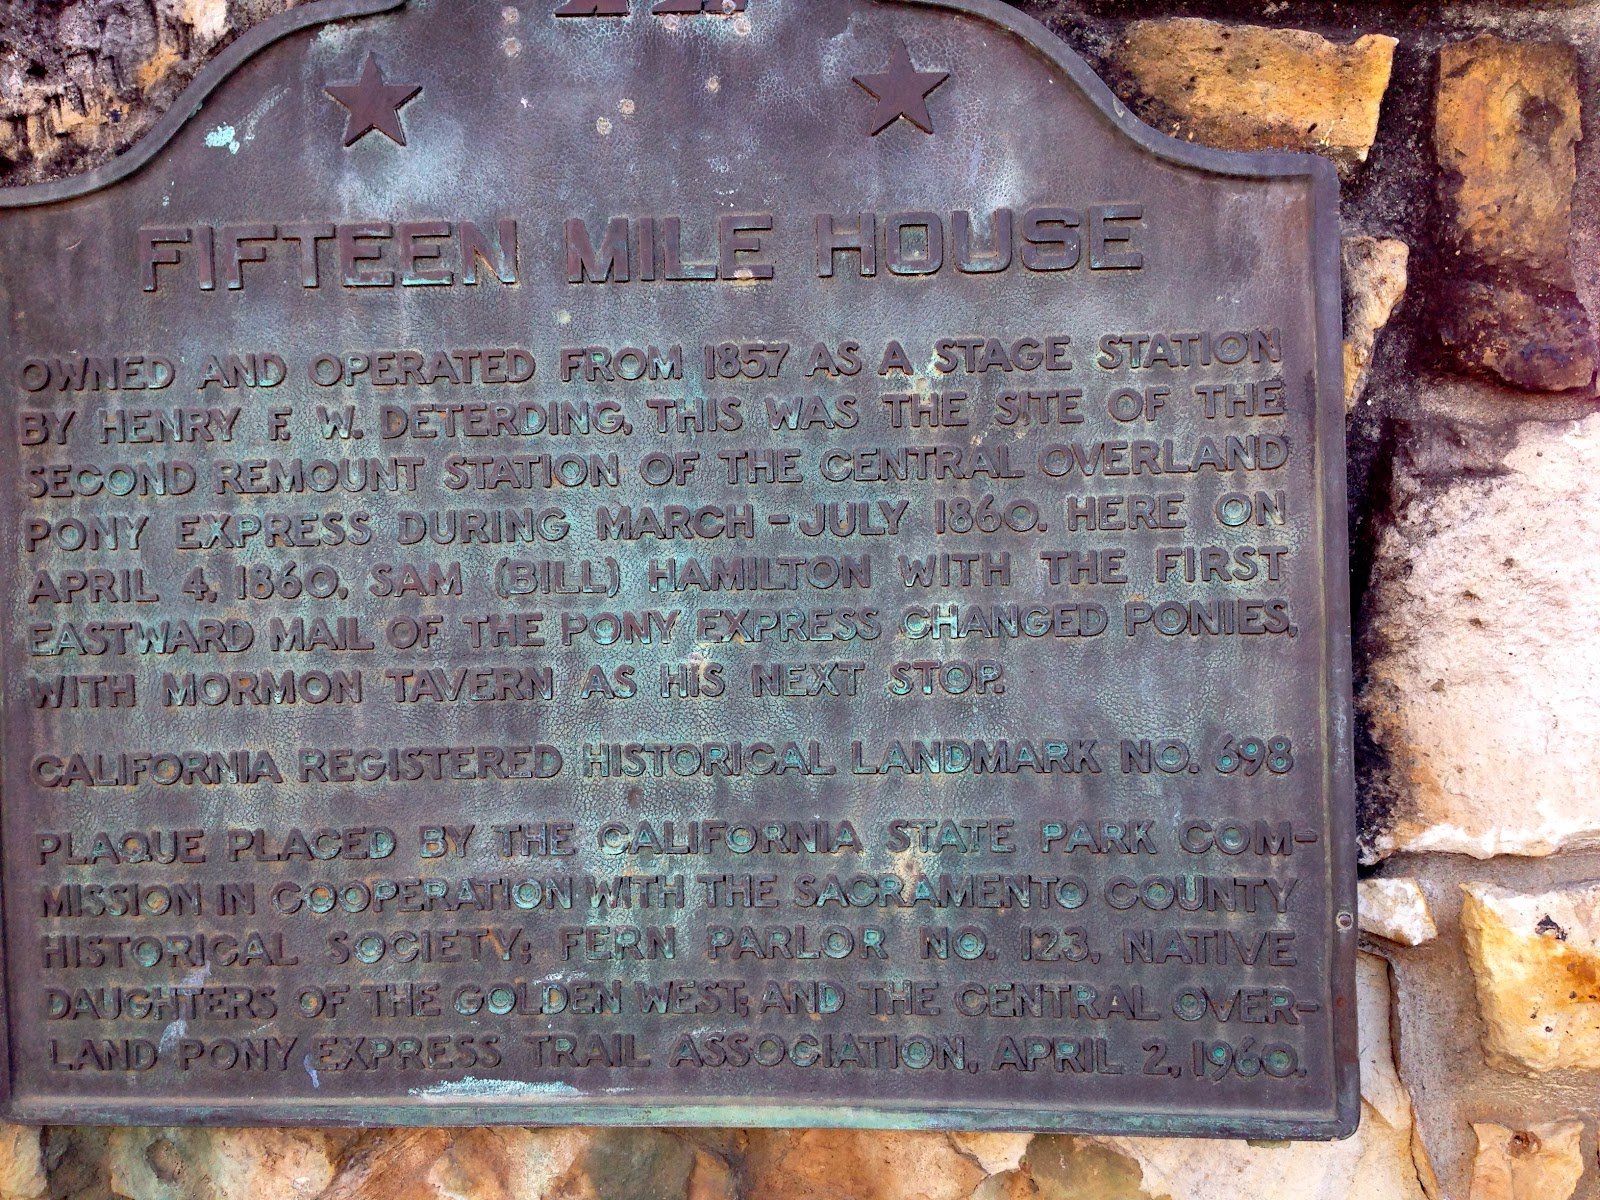 FIFTEEN MILE HOUSE
OWNED AND OPERATED FROM 1857 AS A STAGE STATION
BY HENRY F. W. DETERDING, THIS WAS THE SITE OF THE
SECOND REMOUNT STATION OF THE CENTRAL OVERLAND
PONY EXPRESS DURING MARCH - JULY 1860. HERE ON
APRIL 4, 1860, SAM (BILL) HAMILTON WITH THE FIRST
EASTWARD MAIL OF THE PONY EXPRESS CHANGED PONIES,
WITH MORMON TAVERN AS HIS NEXT STOP.
CALIFORNIA REGISTERED HISTORICAL LANDMARK NO. 698
PLAQUE PLACED BY THE CALIFORNIA STATE PARK COM-
MISSION IN COOPERATION WITH THE SACRAMENTO COUNTY
HISTORICAL SOCIETY; FERN PARLOR NO. 123, NATIVE
DAUGHTERS OF THE GOLDEN WEST; AND THE CENTRAL OVER-
LAND PONY EXPRESS TRAIL ASSOCIATION, APRIL 2, 1960.